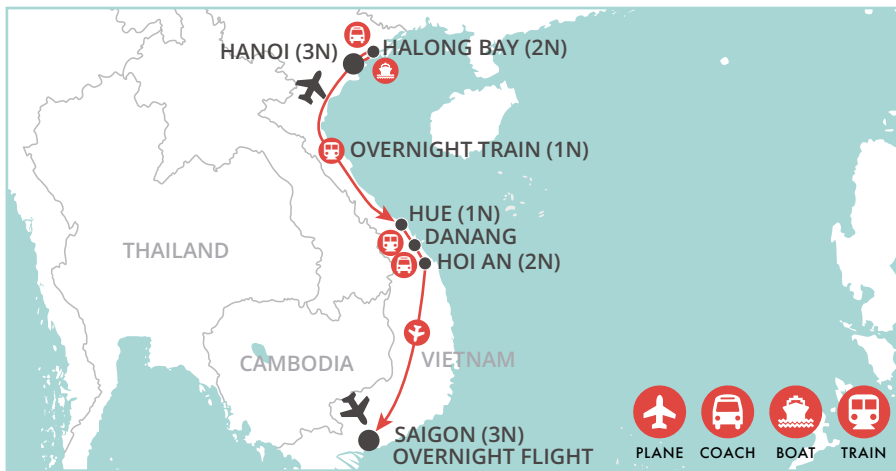 HANOI (3N)
HALONG BAY (2N)
OVERNIGHT TRAIN (1N)
HUE (1N)
DANANG
HOI AN (2N)
THAILAND
CAMBODIA
VIETNAM
SAIGON (3N)
OVERNIGHT FLIGHT
PLANE COACH BOAT TRAIN